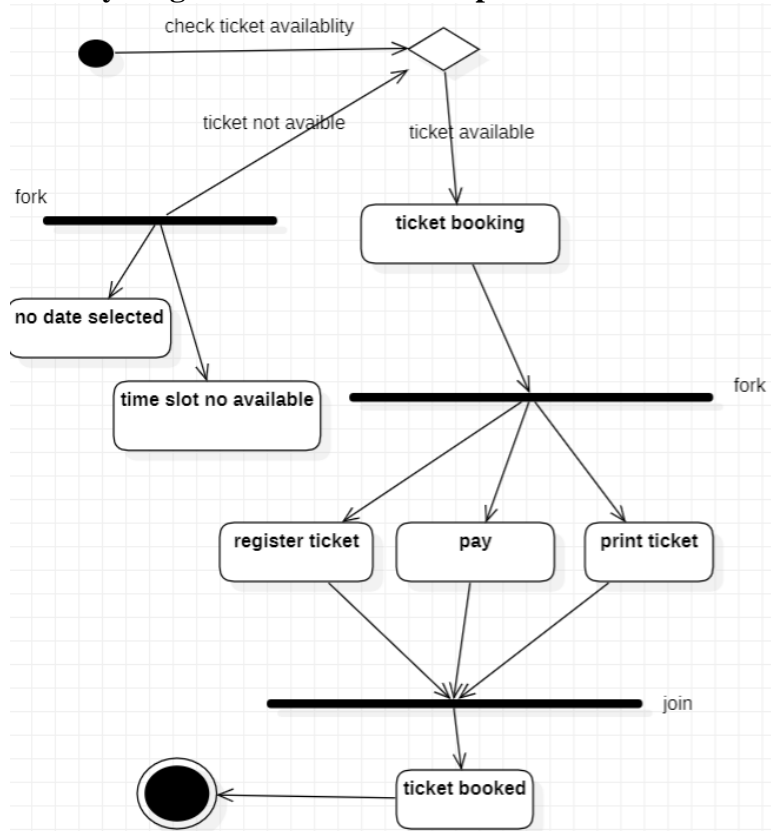 check ticket availablity
ticket not avaible
ticket available
fork
ticket booking
no date selected
time slot no available
fork
register ticket
pay
print ticket
join
ticket booked